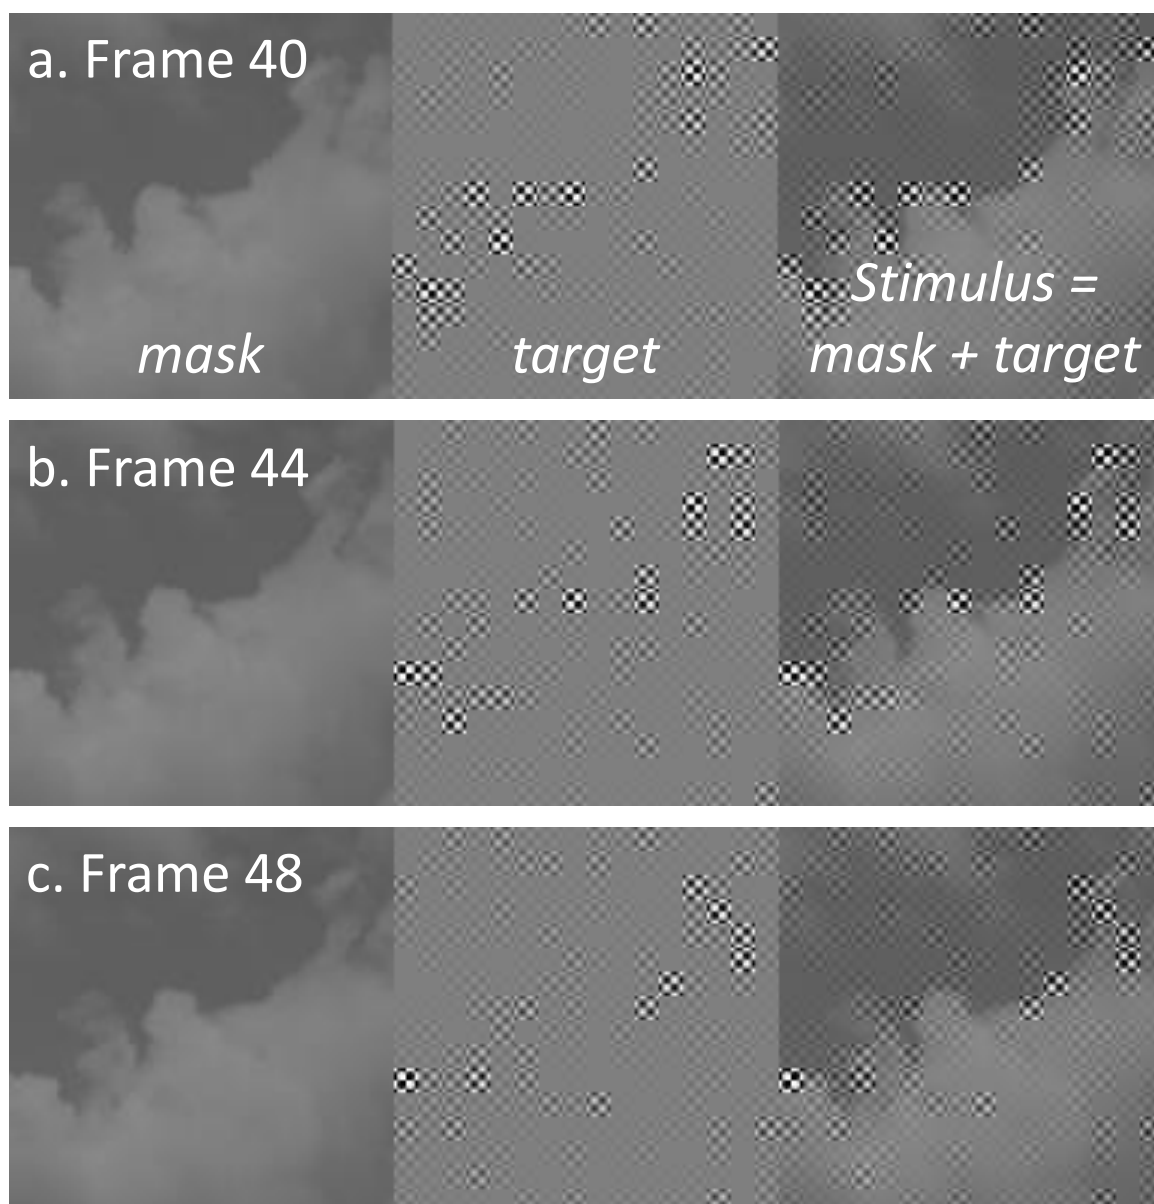 a. Frame 40
mask
target
Stimulus =
mask + target
b. Frame 44
c. Frame 48